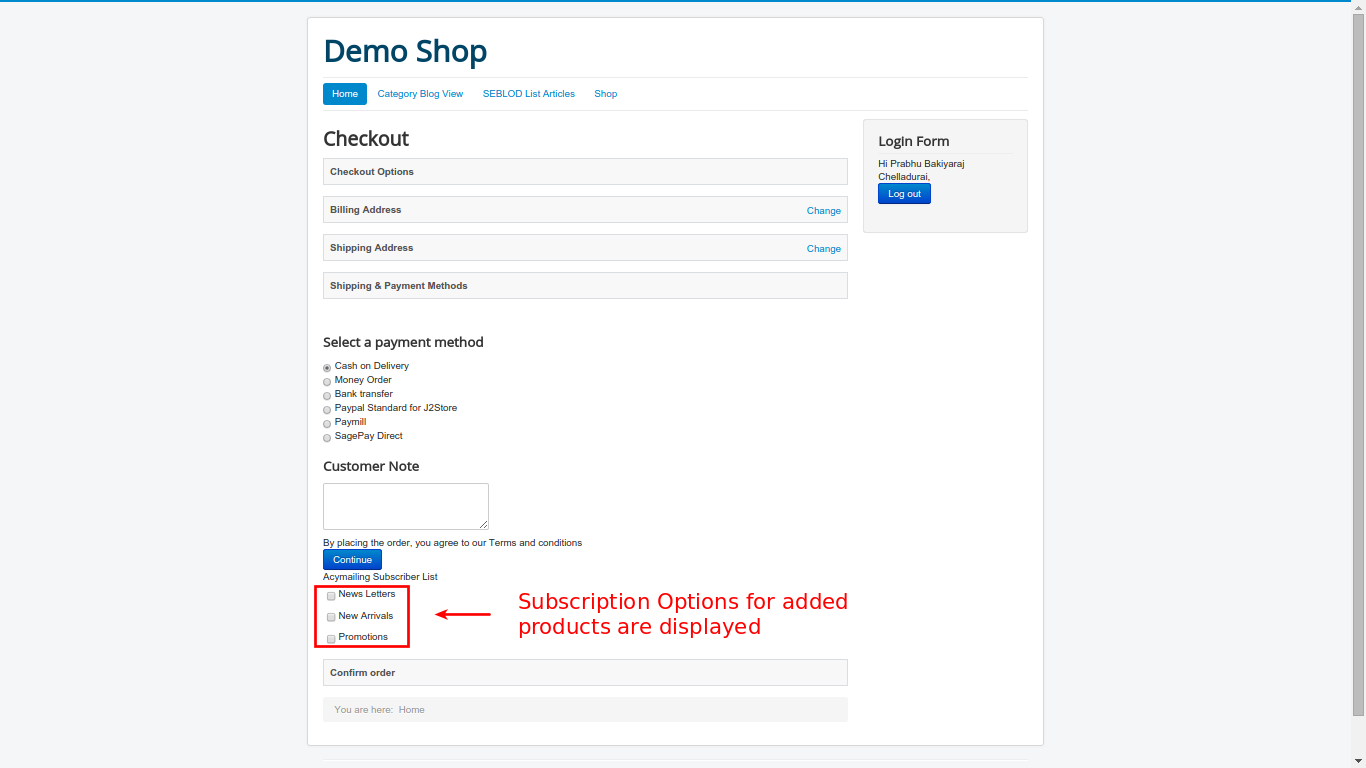 Demo Shop
Home Category Blog View SEBLOD List Articles Shop
Checkout
Checkout Options
Billing Address Change
Shipping Address Change
Shipping & Payment Methods
Select a payment method
Cash on Delivery
Money Order
Bank transfer
Paypal Standard for J2Store
Paymill
SagePay Direct
Customer Note
By placing the order, you agree to our Terms and conditions
Continue
Acymailing Subscriber List
News Letters
New Arrivals
Promotions
Subscription Options for added
products are displayed
Confirm order
You are here: Home
Login Form
Hi Prabhu Bakiyaraj
Chelladurai,
Log out